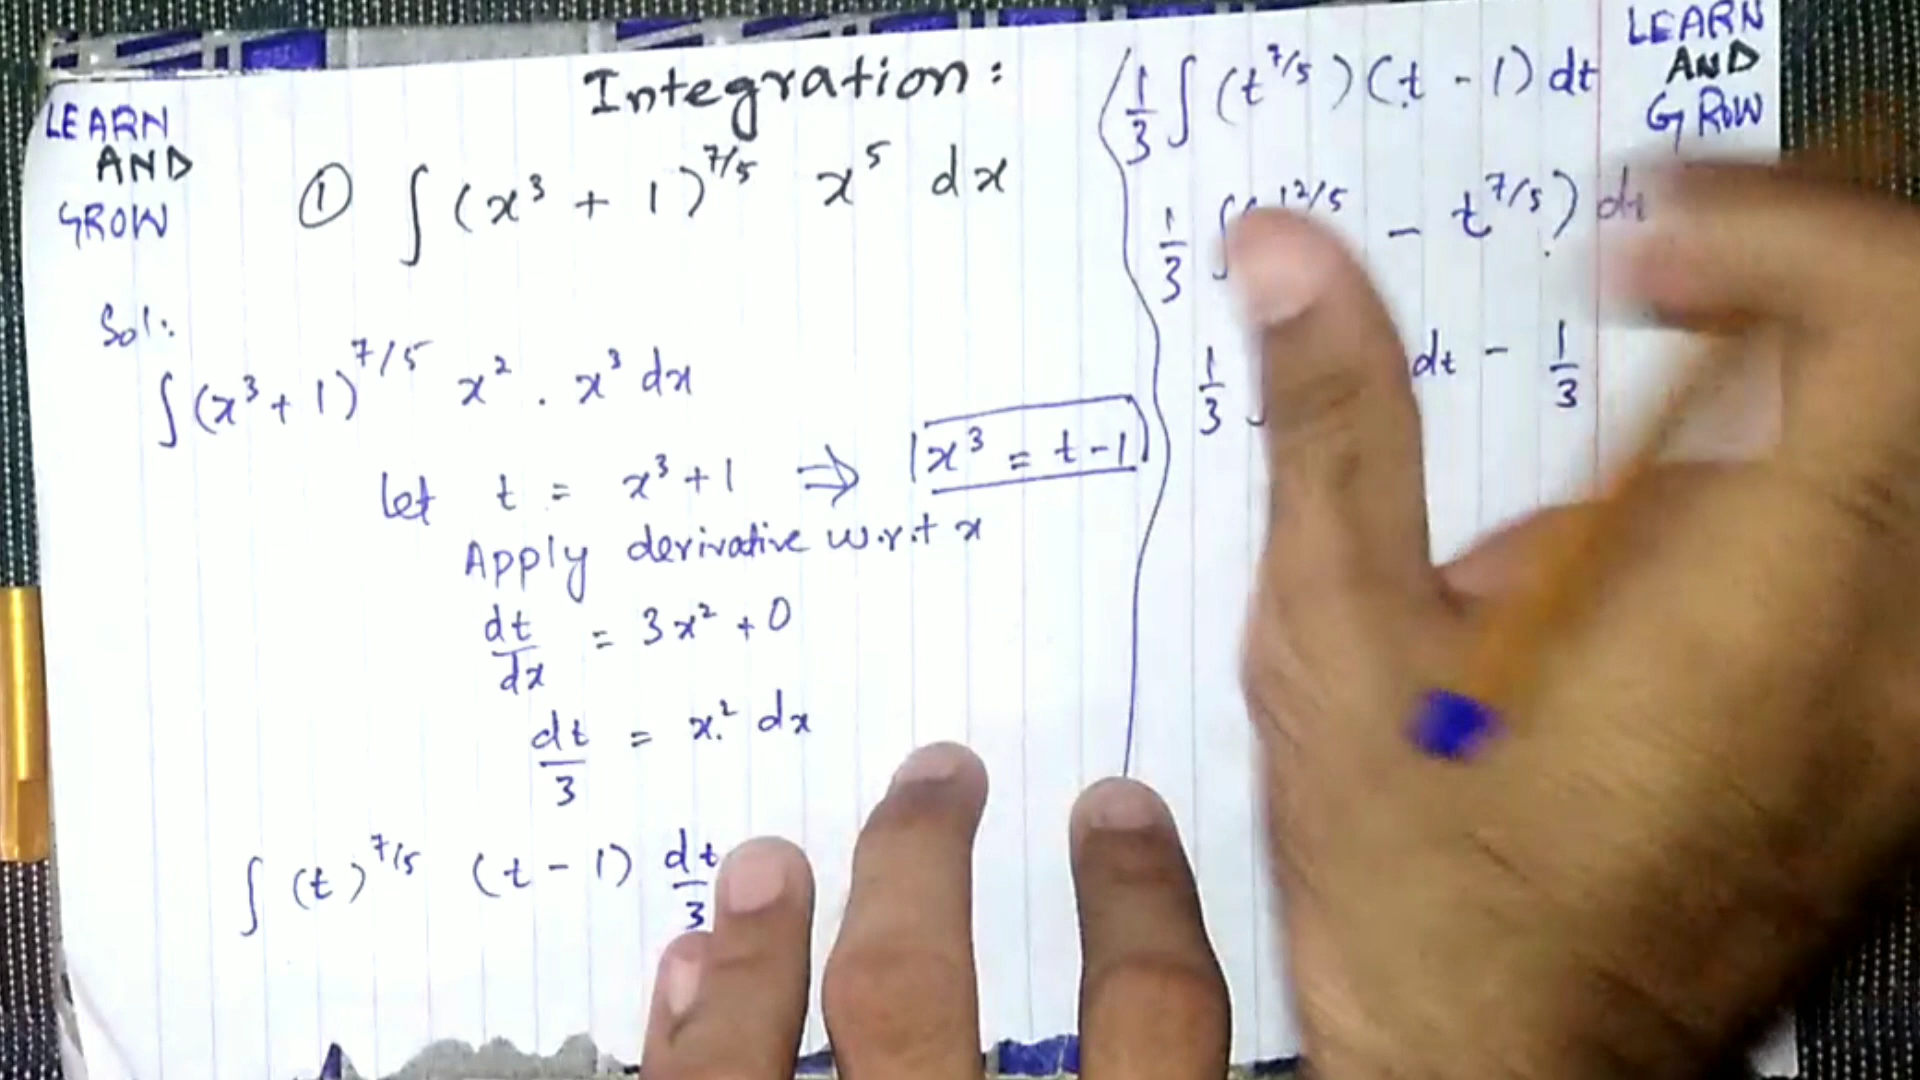 LEARN
AND
GROW
Integration:
① ∫ (x³ + 1)^7/5 x⁵ dx
Sol:
∫ (x³ + 1)^7/5 x² . x³ dx
let t = x³ + 1 ⇒ x³ = t - 1
Apply derivative w.r.t x
dt/dx = 3x² + 0
dt/3 = x² dx
∫ (t)^7/5 (t - 1) dt/3
LEARN
AND
GROW
1/3 ∫ (t^7/5) (t - 1) dt
1/3 ∫ 12/5 - t^7/5) dt
1/3 ∫ dt - 1/3